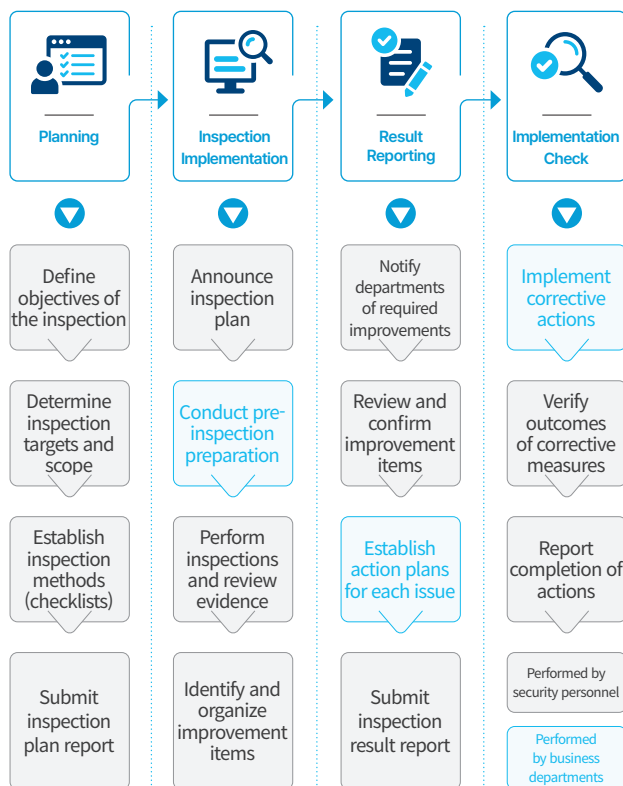 Planning
Define
objectives of
the inspection
Determine
inspection
targets and
scope
Establish
inspection
methods
(checklists)
Submit
inspection
plan report
Inspection
Implementation
Announce
inspection
plan
Conduct pre-
inspection
preparation
Perform
inspections
and review
evidence
Identify and
organize
improvement
items
Result
Reporting
Notify
departments
of required
improvements
Review and
confirm
improvement
items
Establish
action plans
for each issue
Submit
inspection
result report
Implementation
Check
Implement
corrective
actions
Verify
outcomes
of corrective
measures
Report
completion of
actions
Performed by
security personnel
Performed
by business
departments